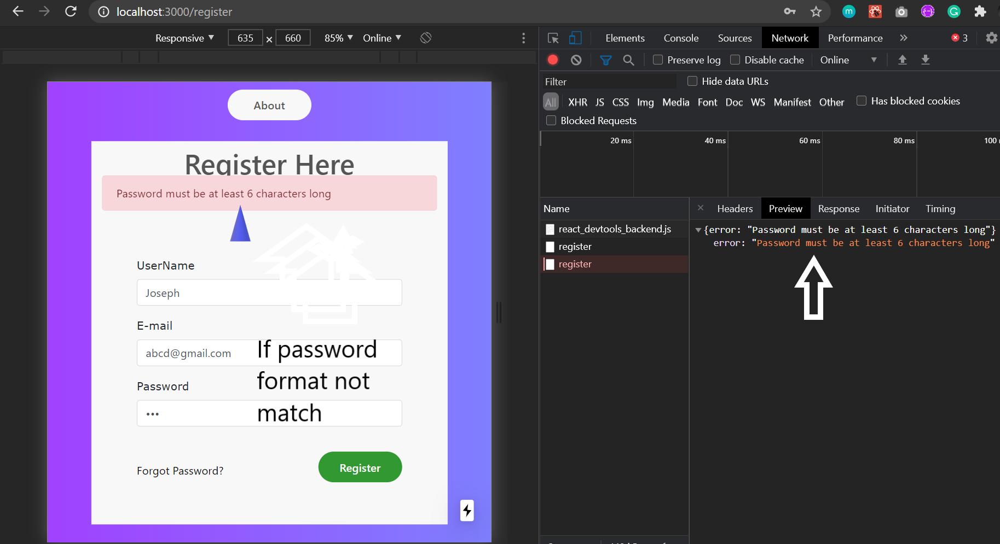 localhost:3000/register
m
G
Responsive 635 × 660 85% Online
Elements Console Sources Network Performance 3
Preserve log Disable cache Online
Filter Hide data URLs
All XHR JS CSS Img Media Font Doc WS Manifest Other Has blocked cookies
Blocked Requests
20 ms 40 ms 60 ms 80 ms 100
About
Register Here
Password must be at least 6 characters long
UserName
Joseph
E-mail
abcd@gmail.com
If password
format not
match
Password
•••
Forgot Password?
Register
Name
react_devtools_backend.js
register
register
Headers Preview Response Initiator Timing
{error: "Password must be at least 6 characters long"}
error: "Password must be at least 6 characters long"